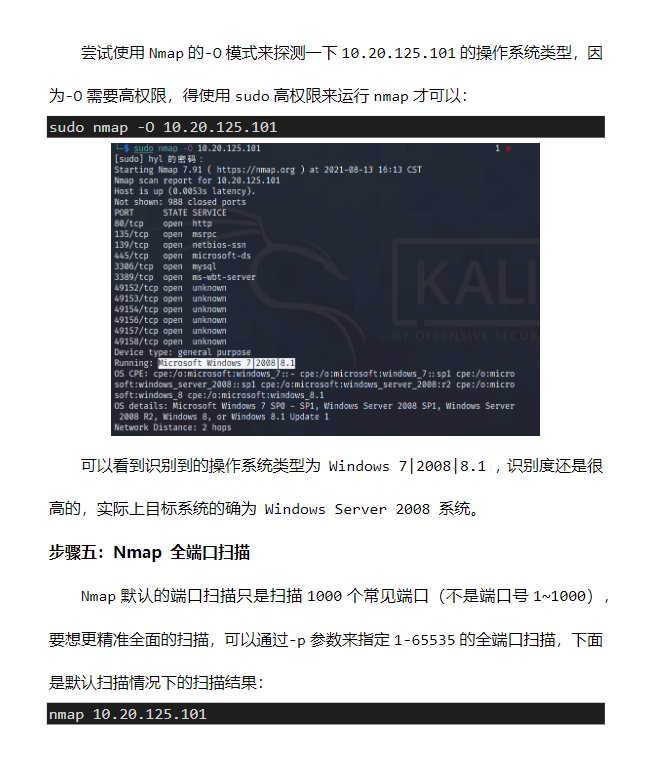 尝试使用 Nmap 的-O 模式来探测一下 10.20.125.101 的操作系统类型，因
为-O 需要高权限，得使用 sudo 高权限来运行 nmap 才可以：
sudo nmap -O 10.20.125.101
└─$ sudo nmap -O 10.20.125.101 1 ⨯
[sudo] hyl 的密码：
Starting Nmap 7.91 ( https://nmap.org ) at 2021-08-13 16:13 CST
Nmap scan report for 10.20.125.101
Host is up (0.0053s latency).
Not shown: 988 closed ports
PORT STATE SERVICE
80/tcp open http
135/tcp open msrpc
139/tcp open netbios-ssn
445/tcp open microsoft-ds
3306/tcp open mysql
3389/tcp open ms-wbt-server
49152/tcp open unknown
49153/tcp open unknown
49154/tcp open unknown
49156/tcp open unknown
49157/tcp open unknown
49158/tcp open unknown
Device type: general purpose
Running: Microsoft Windows 7|2008|8.1
OS CPE: cpe:/o:microsoft:windows_7::- cpe:/o:microsoft:windows_7::sp1 cpe:/o:micro
soft:windows_server_2008::sp1 cpe:/o:microsoft:windows_server_2008:r2 cpe:/o:micro
soft:windows_8 cpe:/o:microsoft:windows_8.1
OS details: Microsoft Windows 7 SP0 - SP1, Windows Server 2008 SP1, Windows Server
2008 R2, Windows 8, or Windows 8.1 Update 1
Network Distance: 2 hops
KALI
BY OFFENSIVE SECUR
可以看到识别到的操作系统类型为 Windows 7|2008|8.1 ，识别度还是很
高的，实际上目标系统的确为 Windows Server 2008 系统。
步骤五：Nmap 全端口扫描
Nmap 默认的端口扫描只是扫描 1000 个常见端口（不是端口号 1~1000），
要想更精准全面的扫描，可以通过-p 参数来指定 1-65535 的全端口扫描，下面
是默认扫描情况下的扫描结果：
nmap 10.20.125.101